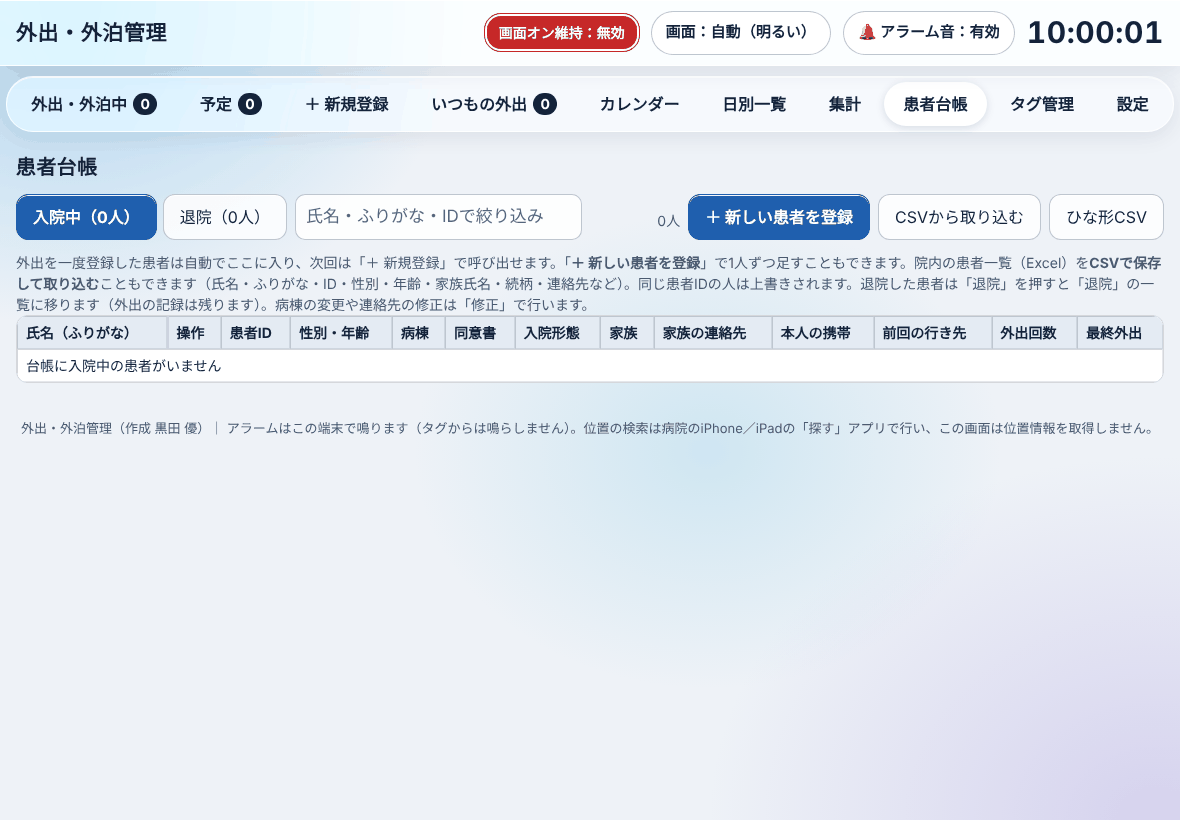 外出・外泊管理
画面オン維持：無効
画面：自動（明るい）
アラーム音：有効
10:00:01
外出・外泊中 0
予定 0
＋ 新規登録
いつもの外出 0
カレンダー
日別一覧
集計
患者台帳
タグ管理
設定
患者台帳
入院中（0人）
退院（0人）
氏名・ふりがな・IDで絞り込み
0人
＋ 新しい患者を登録
CSVから取り込む
ひな形CSV
外出を一度登録した患者は自動でここに入り、次回は「＋ 新規登録」で呼び出せます。「＋ 新しい患者を登録」で1人ずつ足すこともできます。院内の患者一覧（Excel）をCSVで保存
して取り込むこともできます（氏名・ふりがな・ID・性別・年齢・家族氏名・続柄・連絡先など）。同じ患者IDの人は上書きされます。退院した患者は「退院」を押すと「退院」の一
覧に移ります（外出の記録は残ります）。病棟の変更や連絡先の修正は「修正」で行います。
氏名（ふりがな） 操作 患者ID 性別・年齢 病棟 同意書 入院形態 家族 家族の連絡先 本人の携帯 前回の行き先 外出回数 最終外出
台帳に入院中の患者がいません
外出・外泊管理（作成 黒田 優）｜ アラームはこの端末で鳴ります（タグからは鳴らしません）。位置の検索は病院のiPhone／iPadの「探す」アプリで行い、この画面は位置情報を取得しません。